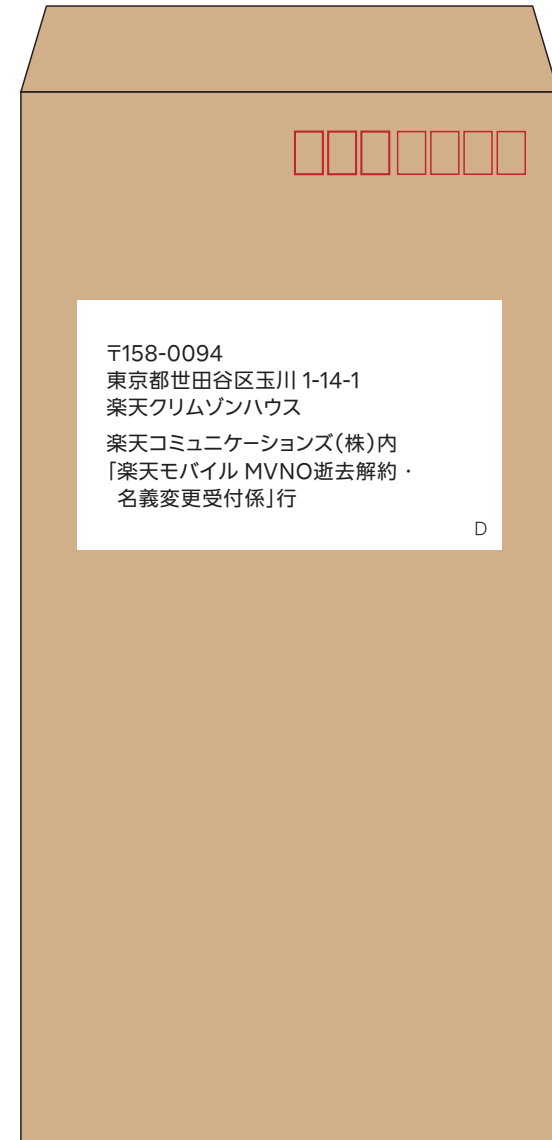 〒158-0094
東京都世田谷区玉川 1-14-1
楽天クリムゾンハウス
楽天コミュニケーションズ(株)内
「楽天モバイル MVNO逝去解約・
名義変更受付係」行
D